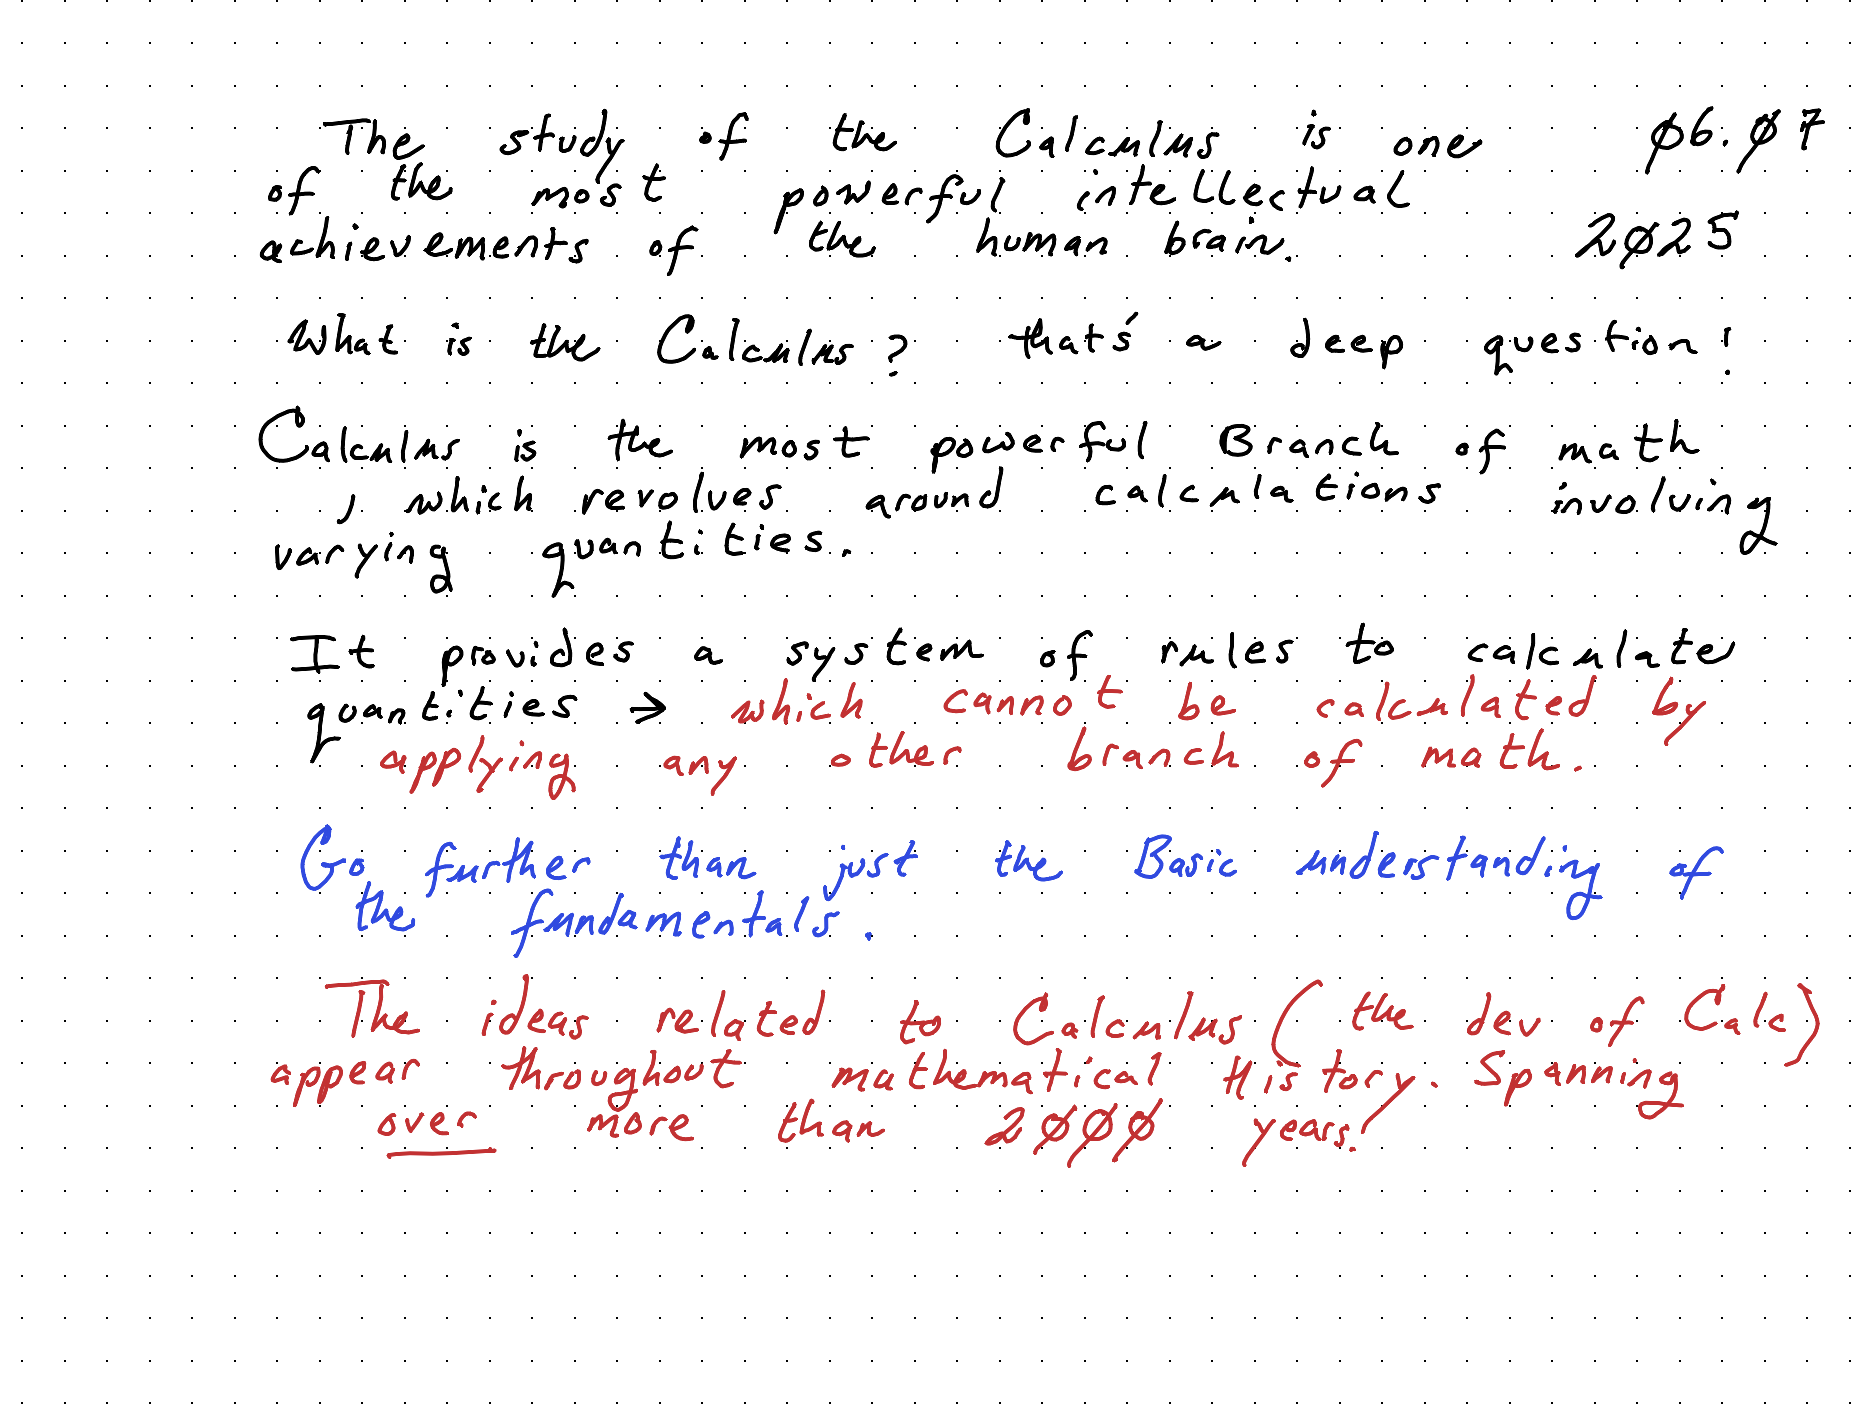 The study of the Calculus is one 06.07
of the most powerful intellectual
achievements of the human brain. 2025
What is the Calculus? that's a deep question!
Calculus is the most powerful Branch of math
, which revolves around calculations involving
varying quantities.
It provides a system of rules to calculate
quantities → which cannot be calculated by
applying any other branch of math.
Go further than just the Basic understanding of
the fundamentals.
The ideas related to Calculus (the dev of Calc)
appear throughout mathematical History. Spanning
over more than 2000 years.